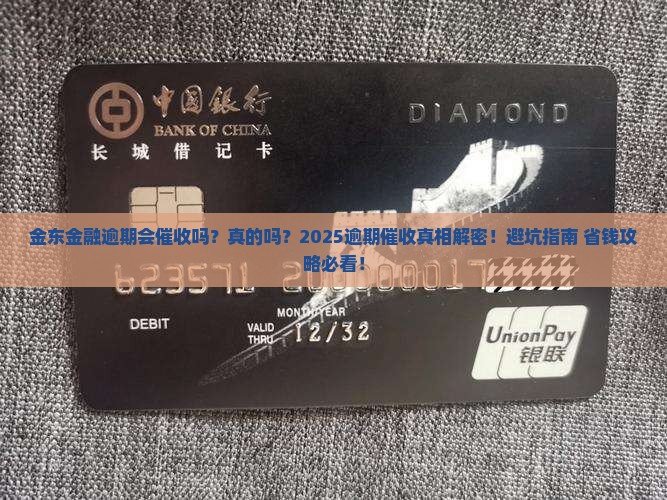 中国银行
DIAMOND
BANK OF CHINA
长城借记卡
金东金融逾期会催收吗？真的吗？2025逾期催收真相解密！避坑指南 省钱攻
略必看！
DEBIT
MONTH/YEAR
VALID
THRU
12/32
UnionPay
银联